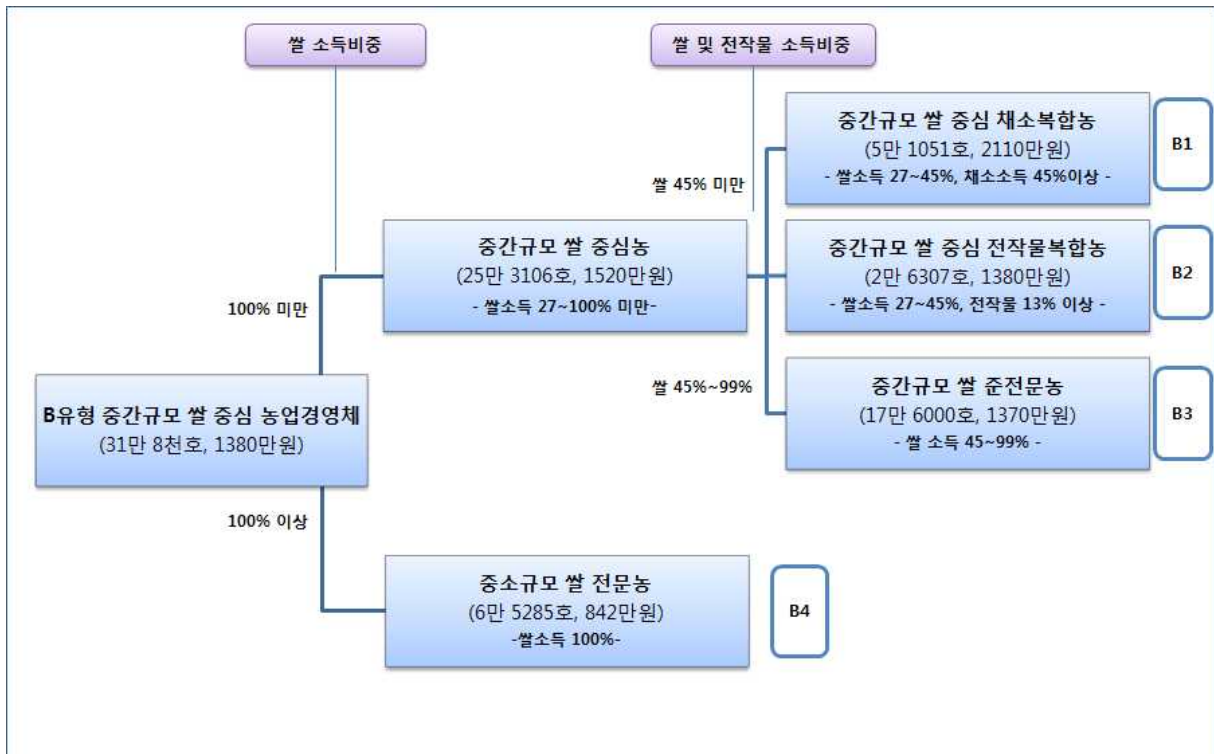 쌀 소득비중
쌀 및 전작물 소득비중
중간규모 쌀 중심 채소복합농
(5만 1051호, 2110만원)
- 쌀소득 27~45%, 채소소득 45%이상 -
B1
쌀 45% 미만
중간규모 쌀 중심농
(25만 3106호, 1520만원)
- 쌀소득 27~100% 미만-
중간규모 쌀 중심 전작물복합농
(2만 6307호, 1380만원)
- 쌀소득 27~45%, 전작물 13% 이상 -
B2
100% 미만
쌀 45%~99%
중간규모 쌀 준전문농
(17만 6000호, 1370만원)
- 쌀 소득 45~99% -
B3
B유형 중간규모 쌀 중심 농업경영체
(31만 8천호, 1380만원)
100% 이상
중소규모 쌀 전문농
(6만 5285호, 842만원)
-쌀소득 100%-
B4